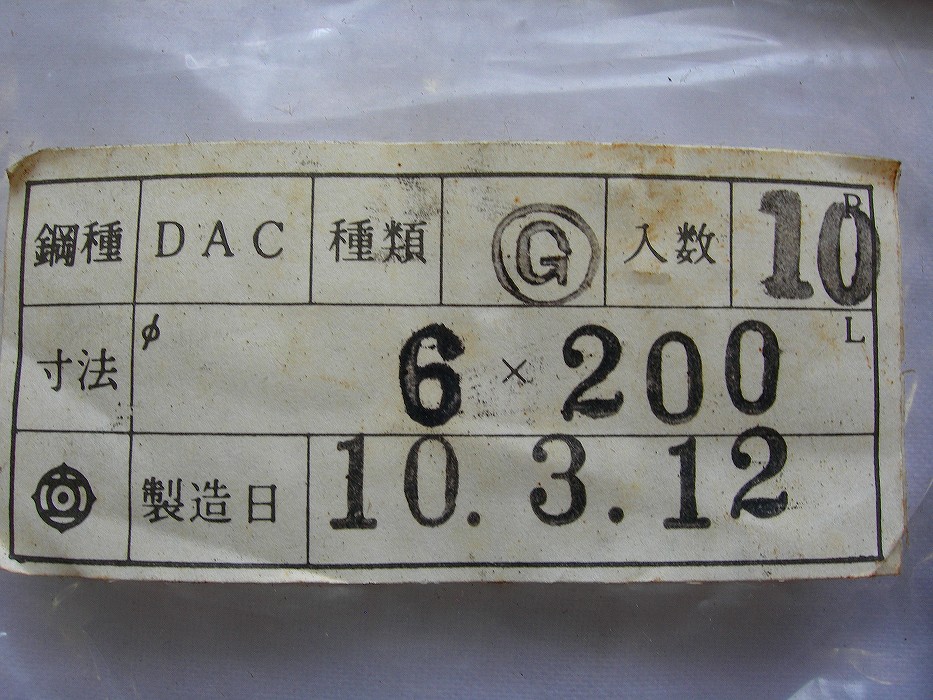 鋼種 DAC 種類 Ⓖ 入数 10 P
寸法 φ 6 × 200 L
製造日 10.3.12